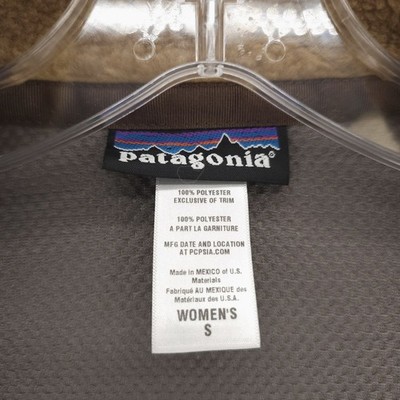 patagonia®
100% POLYESTER
EXCLUSIVE OF TRIM
100% POLYESTER
A PART LA GARNITURE
MFG DATE AND LOCATION
AT PCPSIA.COM
Made in MEXICO of U.S.
Materials
Fabriqué AU MEXIQUE des
Matériaux des U.S.A.
WOMEN'S
S